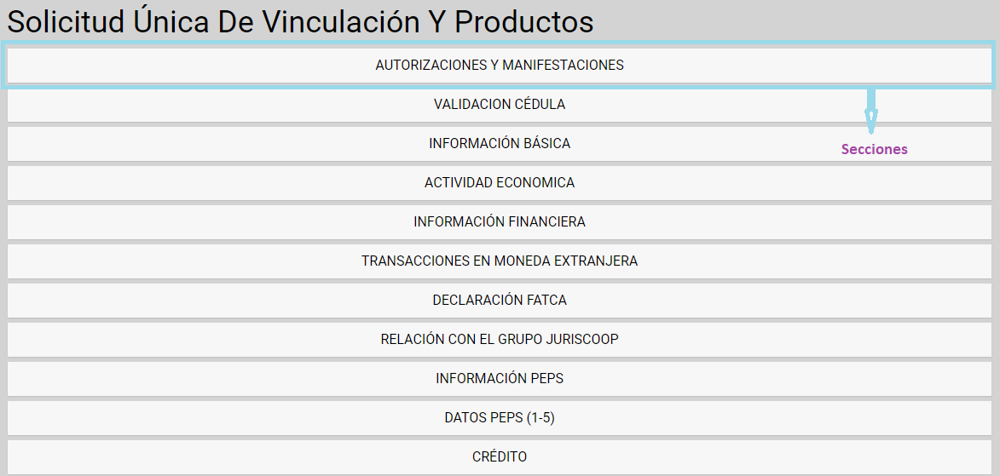 Solicitud Única De Vinculación Y Productos
AUTORIZACIONES Y MANIFESTACIONES
VALIDACION CÉDULA
INFORMACIÓN BÁSICA
Secciones
ACTIVIDAD ECONOMICA
INFORMACIÓN FINANCIERA
TRANSACCIONES EN MONEDA EXTRANJERA
DECLARACIÓN FATCA
RELACIÓN CON EL GRUPO JURISCOOP
INFORMACIÓN PEPS
DATOS PEPS (1-5)
CRÉDITO